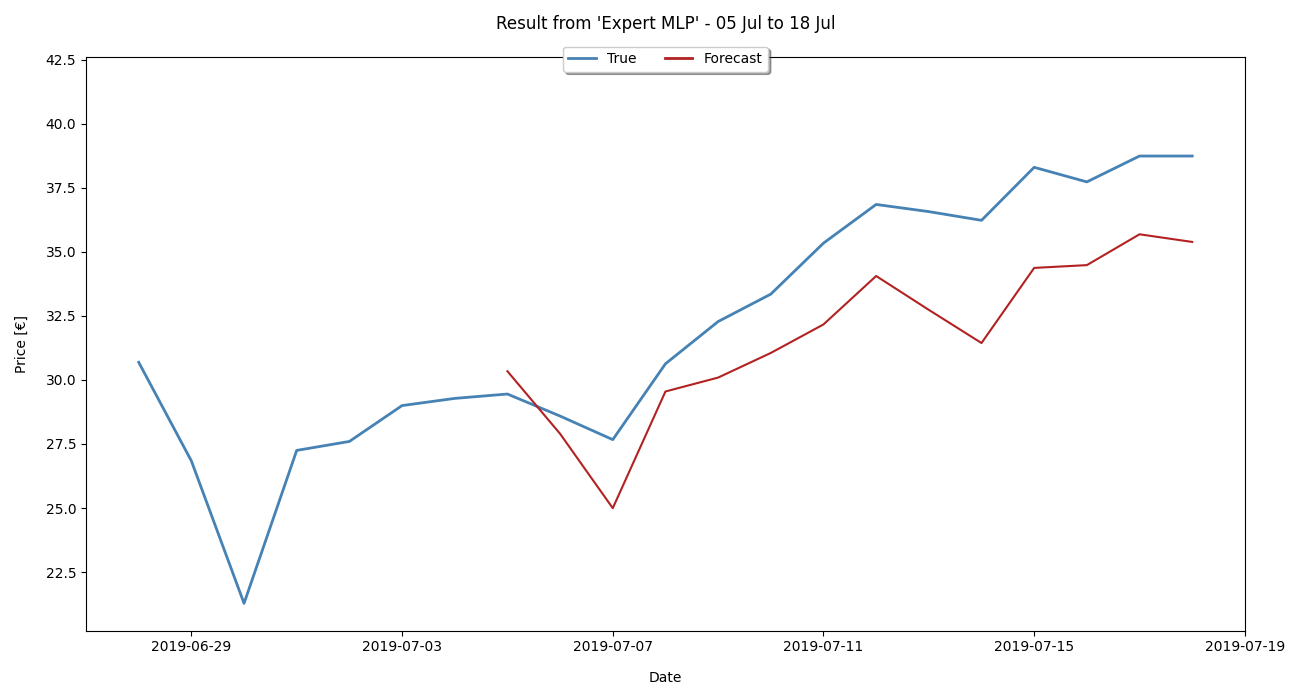 Result from 'Expert MLP' - 05 Jul to 18 Jul
True Forecast
42.5
40.0
37.5
35.0
32.5
30.0
27.5
25.0
22.5
Price [€]
2019-06-29 2019-07-03 2019-07-07 2019-07-11 2019-07-15 2019-07-19
Date